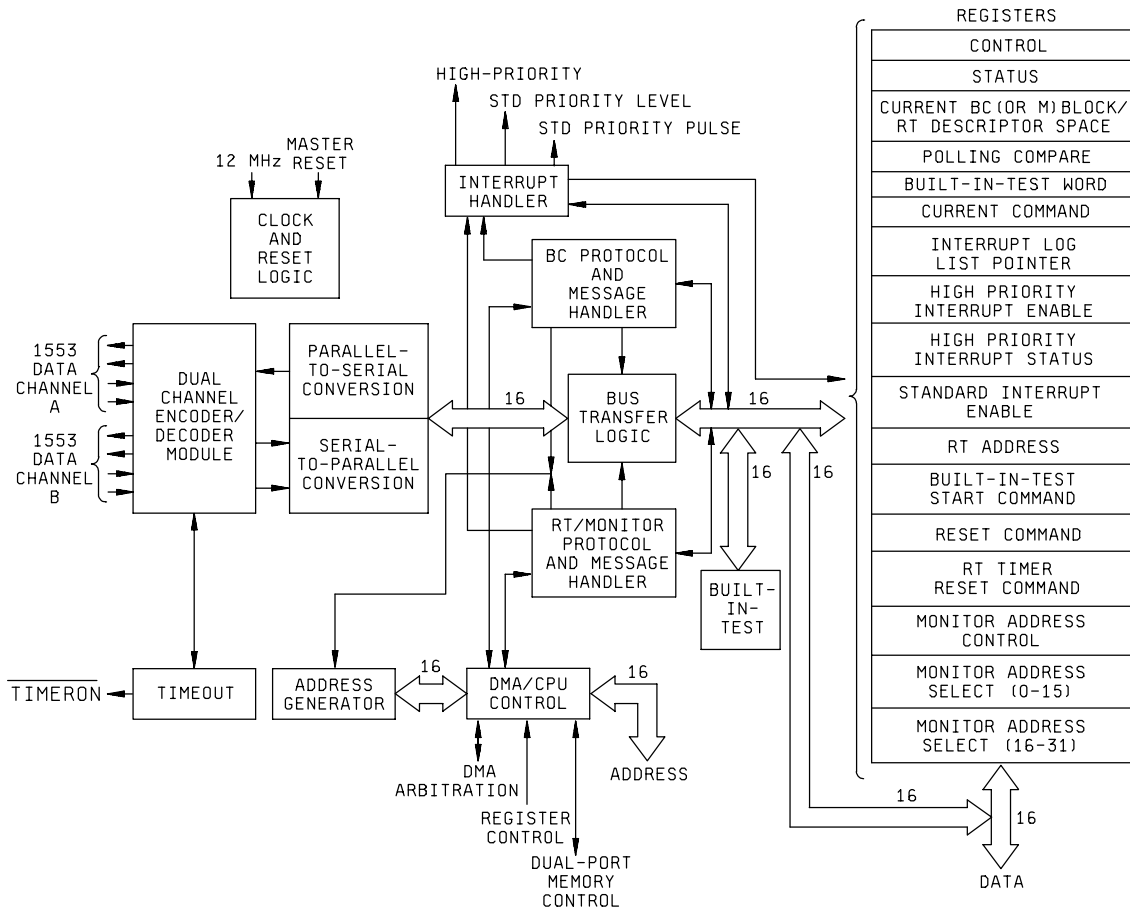 REGISTERS
CONTROL
STATUS
CURRENT BC(OR M)BLOCK/
RT DESCRIPTOR SPACE
POLLING COMPARE
BUILT-IN-TEST WORD
CURRENT COMMAND
INTERRUPT LOG
LIST POINTER
HIGH PRIORITY
INTERRUPT ENABLE
HIGH PRIORITY
INTERRUPT STATUS
STANDARD INTERRUPT
ENABLE
RT ADDRESS
BUILT-IN-TEST
START COMMAND
RESET COMMAND
RT TIMER
RESET COMMAND
MONITOR ADDRESS
CONTROL
MONITOR ADDRESS
SELECT (0-15)
MONITOR ADDRESS
SELECT (16-31)
HIGH-PRIORITY
STD PRIORITY LEVEL
STD PRIORITY PULSE
12 MHz
MASTER
RESET
CLOCK
AND
RESET
LOGIC
INTERRUPT
HANDLER
BC PROTOCOL
AND
MESSAGE
HANDLER
1553
DATA
CHANNEL
A
1553
DATA
CHANNEL
B
DUAL
CHANNEL
ENCODER/
DECODER
MODULE
PARALLEL-
TO-SERIAL
CONVERSION
SERIAL-
TO-PARALLEL
CONVERSION
16
BUS
TRANSFER
LOGIC
16
16
16
RT/MONITOR
PROTOCOL
AND MESSAGE
HANDLER
BUILT-
IN-
TEST
TIMERON
TIMEOUT
ADDRESS
GENERATOR
16
DMA/CPU
CONTROL
16
DMA
ARBITRATION
REGISTER
CONTROL
DUAL-PORT
MEMORY
CONTROL
ADDRESS
16
16
DATA